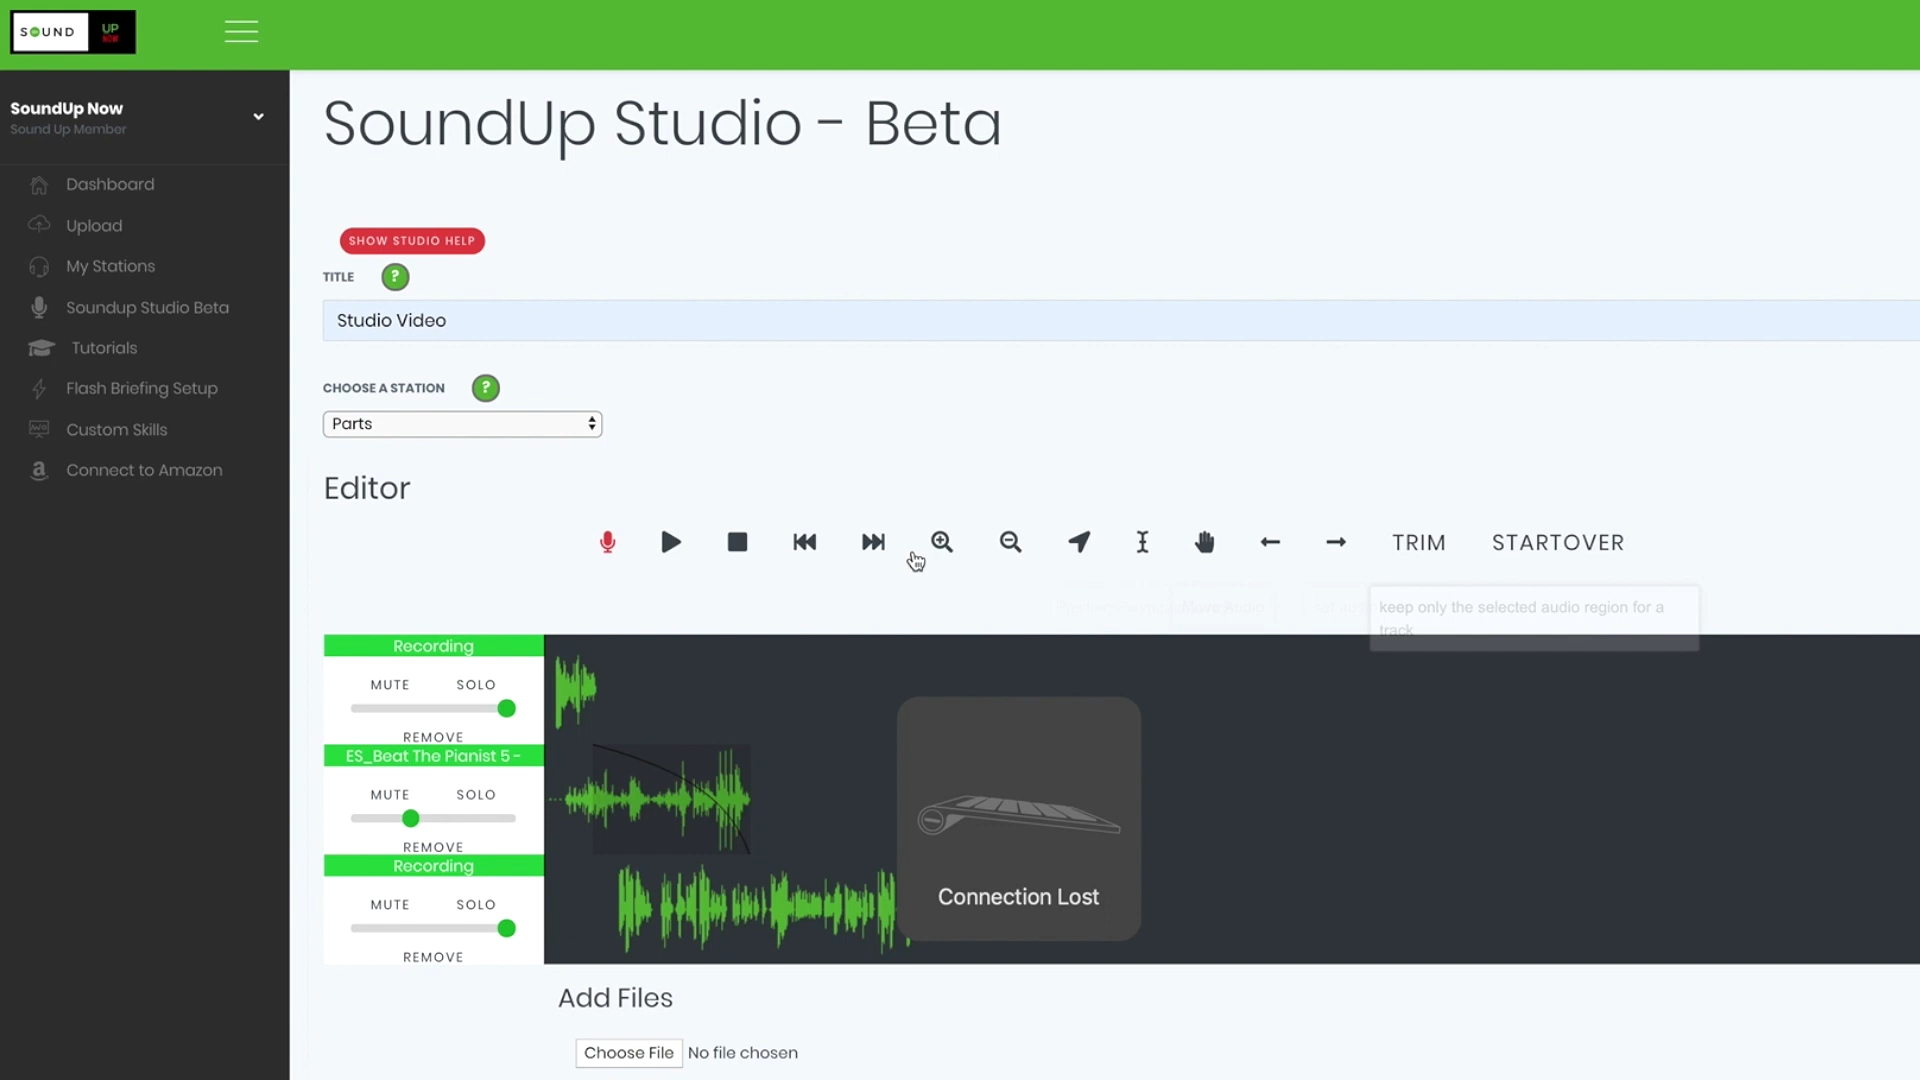 SOUND
UP
NOW
SoundUp Now
Sound Up Member
Dashboard
Upload
My Stations
Soundup Studio Beta
Tutorials
Flash Briefing Setup
Custom Skills
Connect to Amazon
SoundUp Studio - Beta
SHOW STUDIO HELP
TITLE ?
Studio Video
CHOOSE A STATION ?
Parts
Editor
TRIM STARTOVER
Move Audio
keep only the selected audio region for a
track
Recording
MUTE SOLO
REMOVE
ES_Beat The Pianist 5 -
MUTE SOLO
REMOVE
Recording
MUTE SOLO
REMOVE
Connection Lost
Add Files
Choose File No file chosen